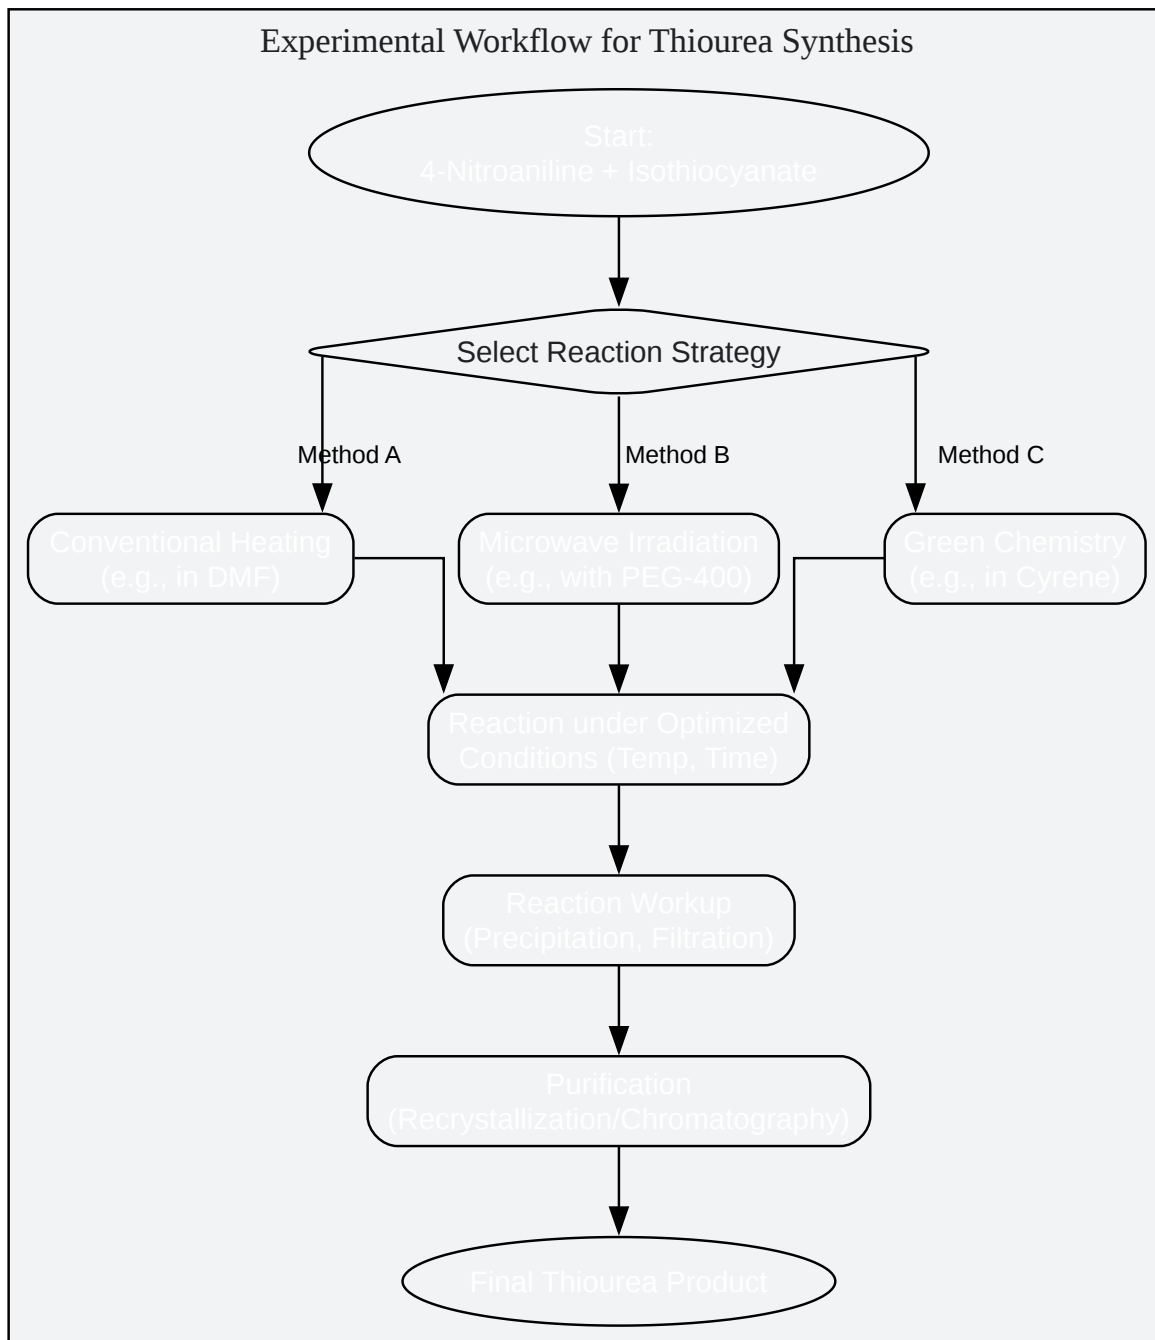 Experimental Workflow for Thiourea Synthesis
Start:
4-Nitroaniline + Isothiocyanate
Select Reaction Strategy
Method A
Method B
Method C
Conventional Heating
(e.g., in DMF)
Microwave Irradiation
(e.g., with PEG-400)
Green Chemistry
(e.g., in Cyrene)
Reaction under Optimized
Conditions (Temp, Time)
Reaction Workup
(Precipitation, Filtration)
Purification
(Recrystallization/Chromatography)
Final Thiourea Product